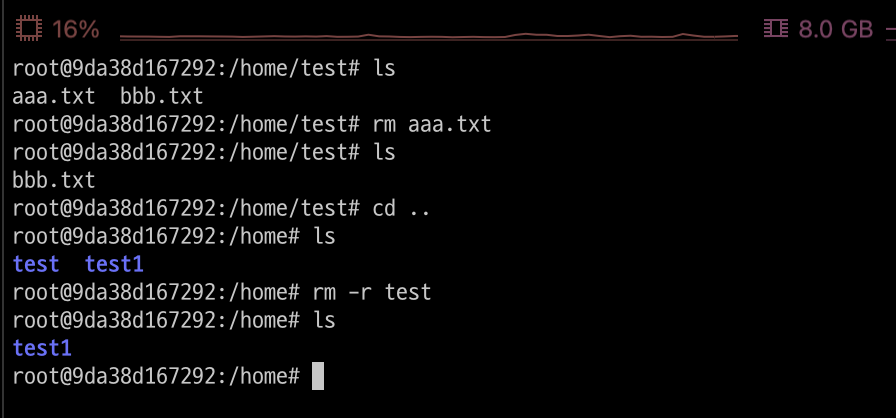 16% 8.0 GB
root@9da38d167292:/home/test# ls
aaa.txt  bbb.txt
root@9da38d167292:/home/test# rm aaa.txt
root@9da38d167292:/home/test# ls
bbb.txt
root@9da38d167292:/home/test# cd ..
root@9da38d167292:/home# ls
test  test1
root@9da38d167292:/home# rm -r test
root@9da38d167292:/home# ls
test1
root@9da38d167292:/home#